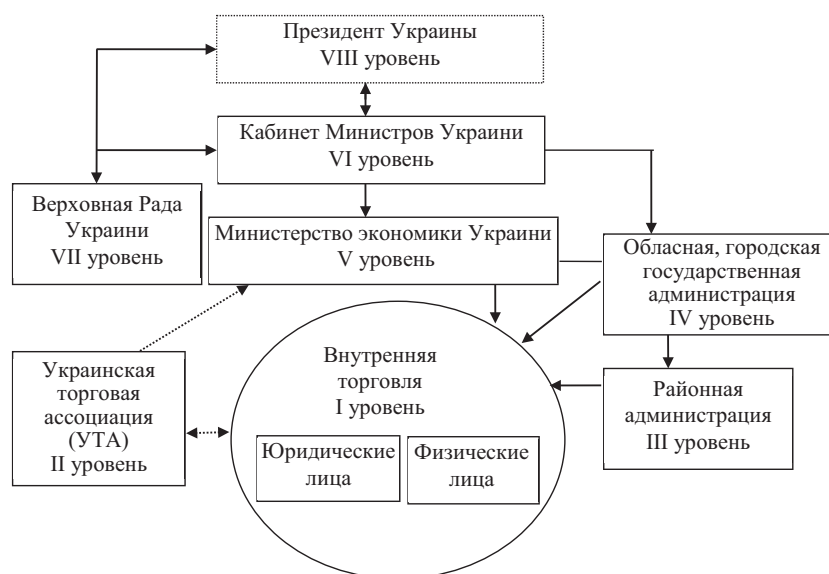 Президент Украины
VIII уровень
Кабинет Министров Украини
VI уровень
Верховная Рада
Украини
VII уровень
Министерство экономики Украини
V уровень
Обласная, городская
государственная
администрация
IV уровень
Украинская
торговая
ассоциация
(УТА)
II уровень
Внутренняя
торговля
I уровень
Юридические
лица
Физические
лица
Районная
администрация
III уровень